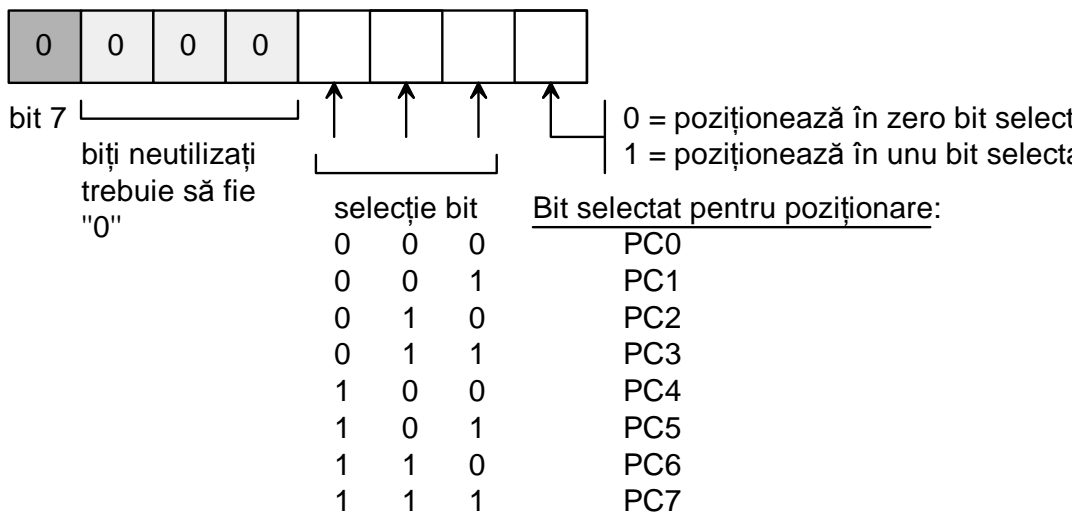 0 0 0 0
bit 7
0 = poziționează în zero bit select
1 = poziționează în unu bit selecta
biți neutilizați
trebuie să fie
"0"
selecție bit Bit selectat pentru poziționare:
0 0 0 PC0
0 0 1 PC1
0 1 0 PC2
0 1 1 PC3
1 0 0 PC4
1 0 1 PC5
1 1 0 PC6
1 1 1 PC7